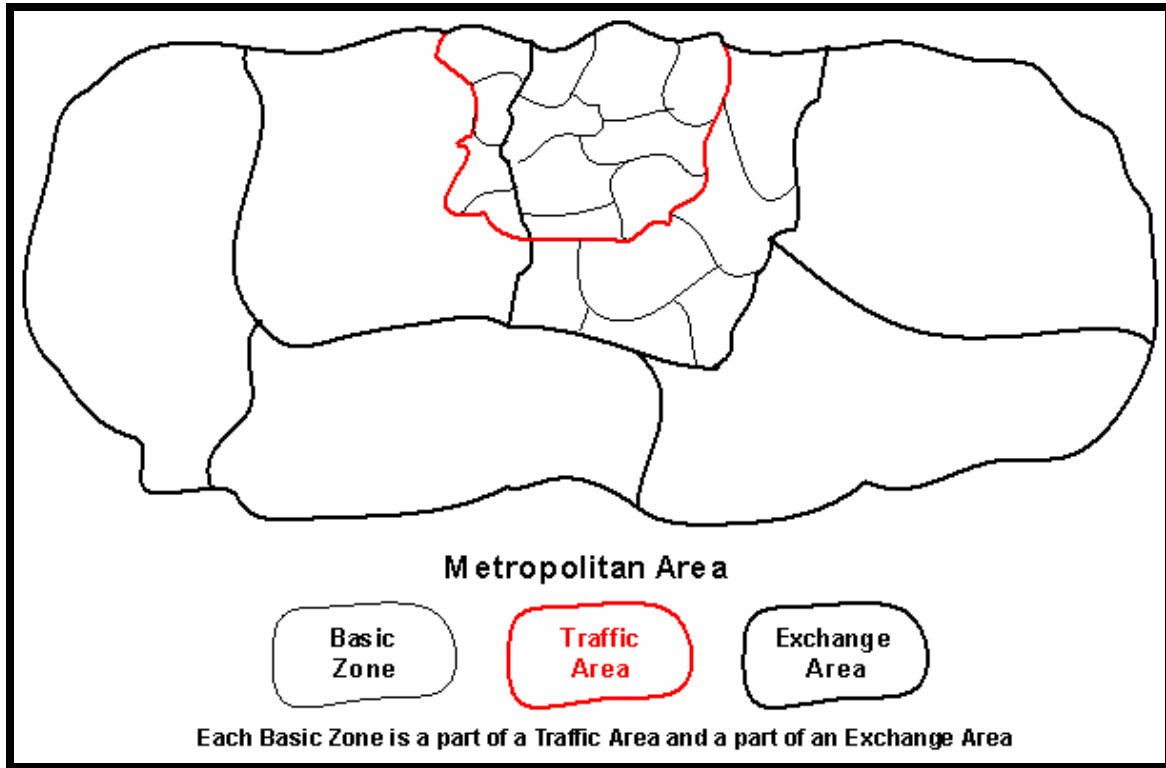 Metropolitan Area
Basic
Zone
Traffic
Area
Exchange
Area
Each Basic Zone is a part of a Traffic Area and a part of an Exchange Area